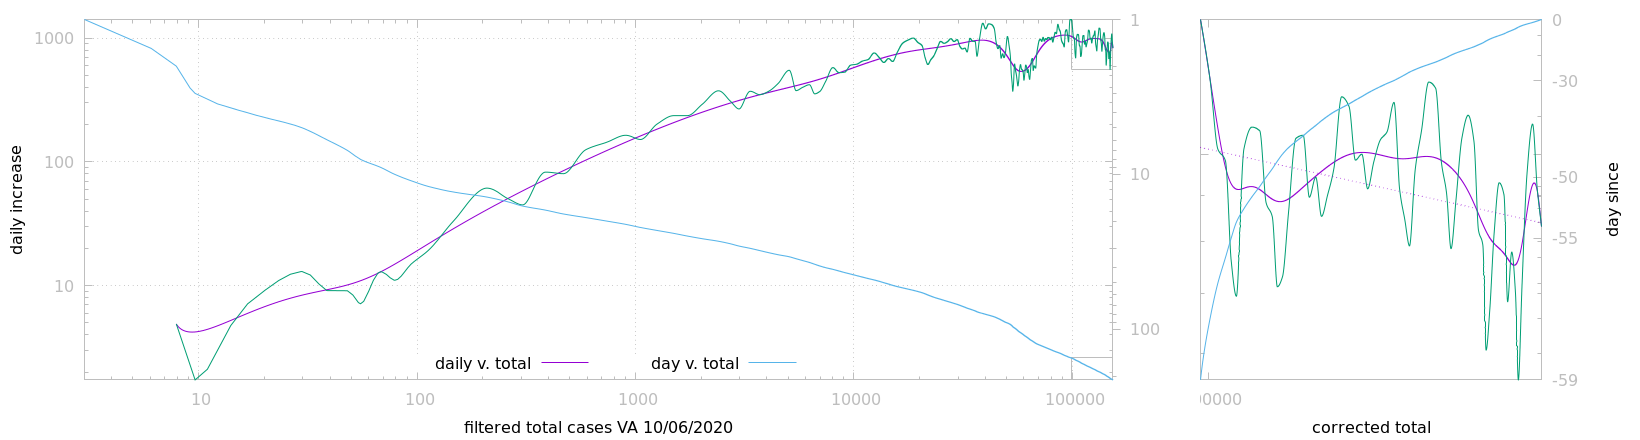 1000
100
10
daily increase
10
100
1000
10000
100000
filtered total cases VA 10/06/2020
daily v. total
day v. total
1
10
100
0
-30
-50
-55
-59
day since
00000
corrected total